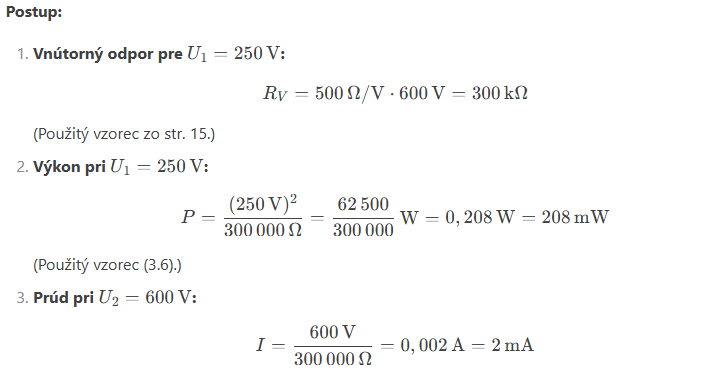 Postup:
1. Vnútorný odpor pre U₁ = 250 V:
R_V = 500 Ω/V · 600 V = 300 kΩ
(Použitý vzorec zo str. 15.)
2. Výkon pri U₁ = 250 V:
P = (250 V)² / 300 000 Ω = 62 500 / 300 000 W = 0, 208 W = 208 mW
(Použitý vzorec (3.6).)
3. Prúd pri U₂ = 600 V:
I = 600 V / 300 000 Ω = 0, 002 A = 2 mA